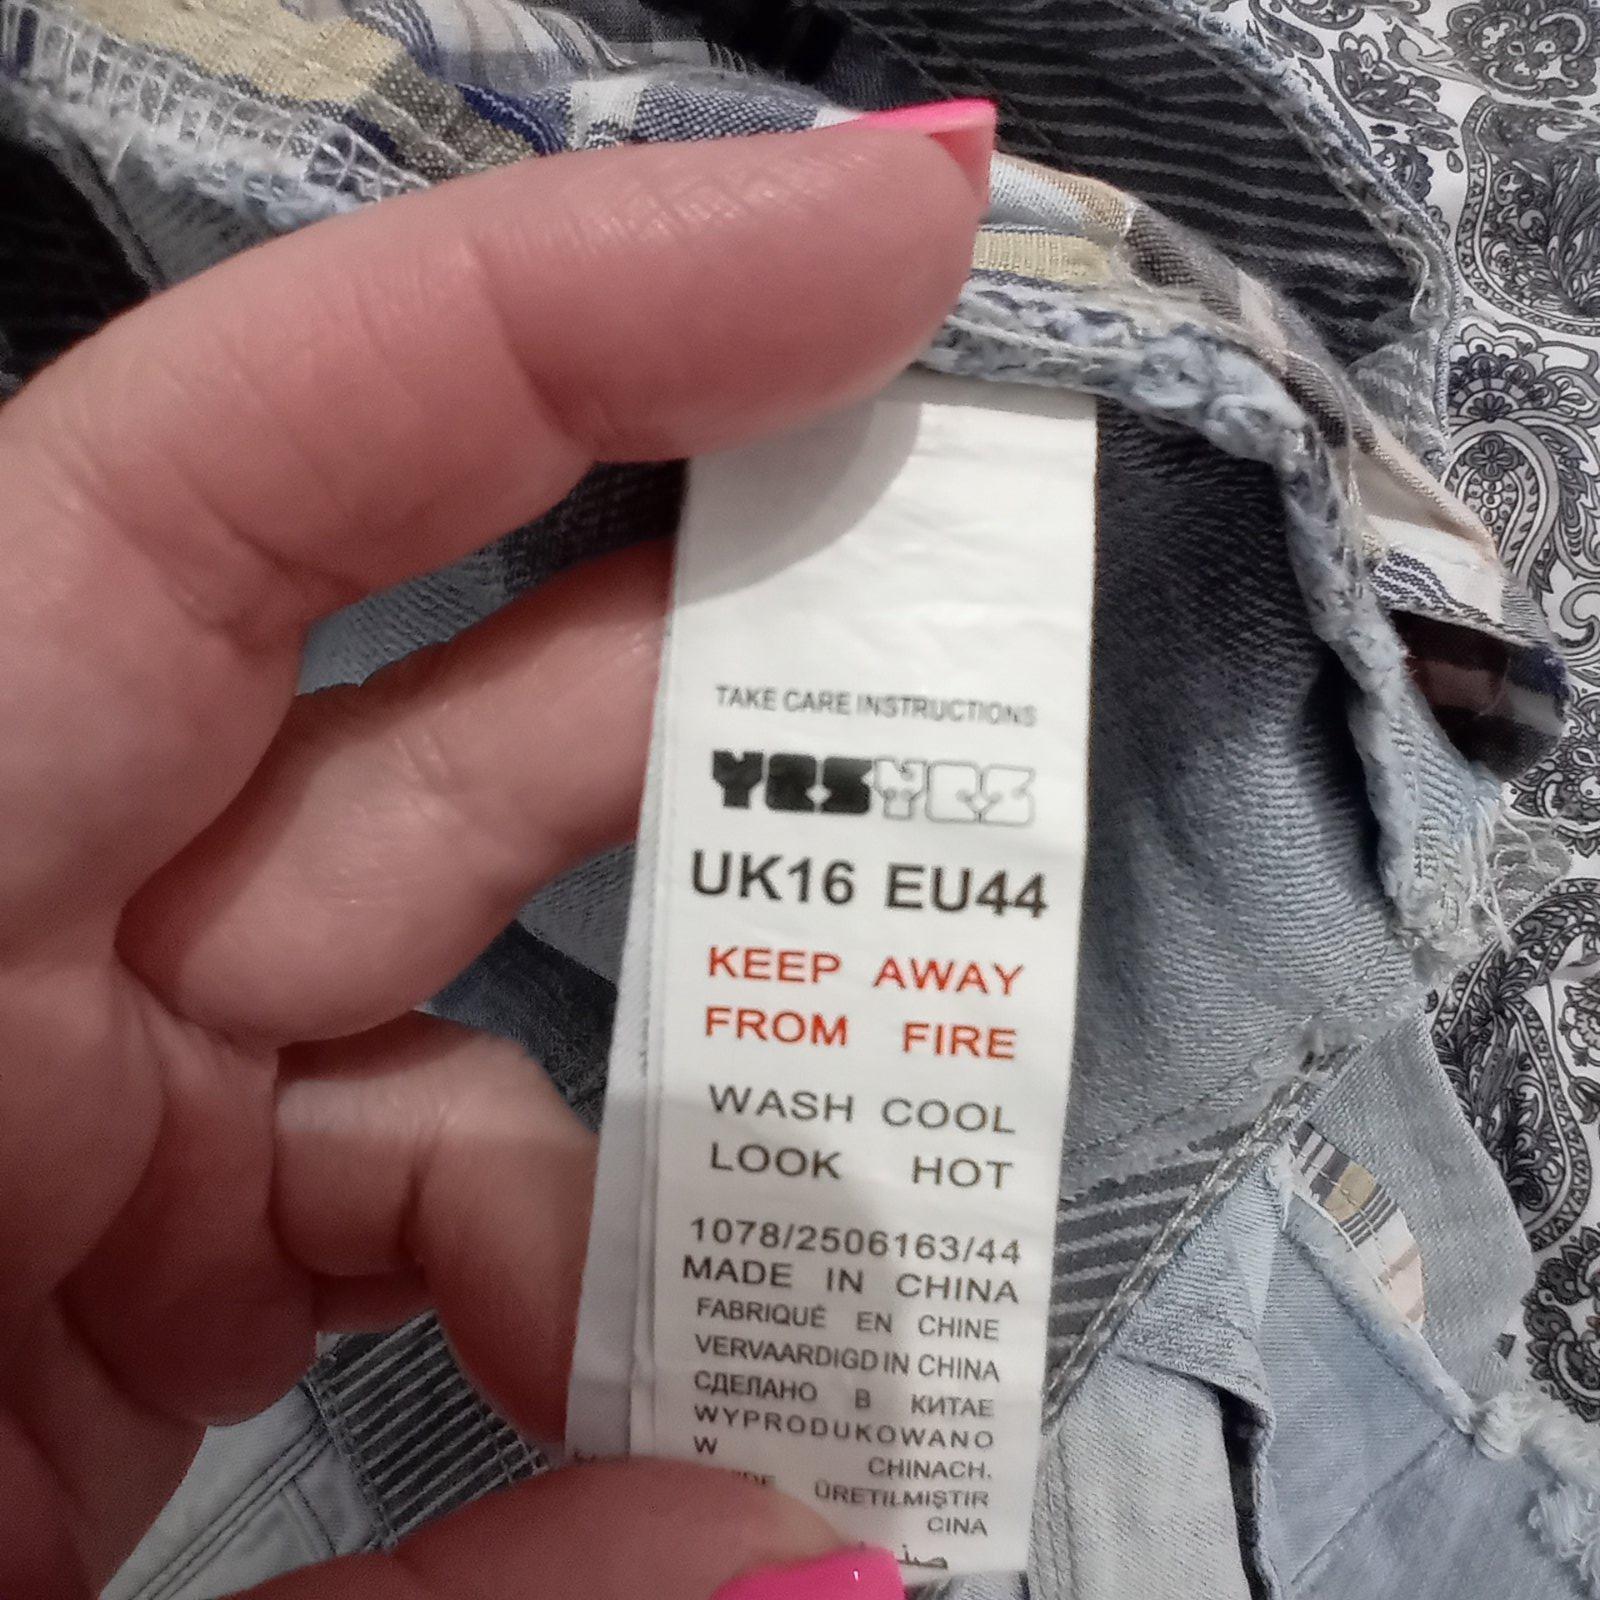 TAKE CARE INSTRUCTIONS
YESYES
UK16 EU44
KEEP AWAY
FROM FIRE
WASH COOL
LOOK HOT
1078/2506163/44
MADE IN CHINA
FABRIQUÉ EN CHINE
VERVAARDIGD IN CHINA
СДЕЛАНО В КИТАЕ
WYPRODUKOWANO
W CHINACH.
ÜRETILMIŞTIR
CINA